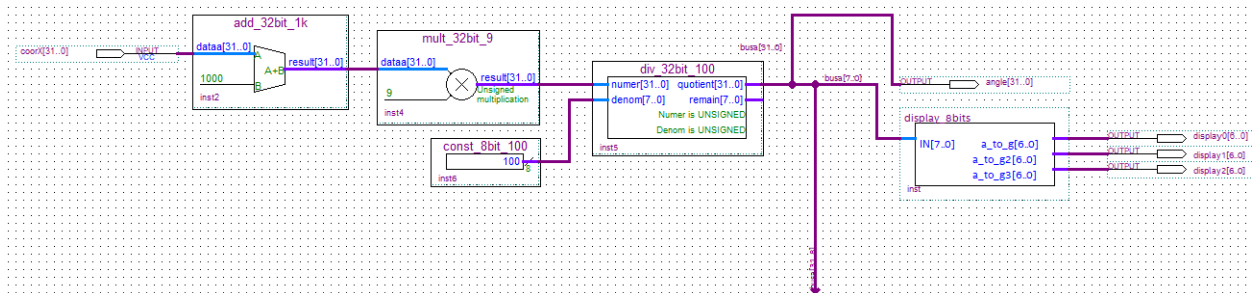 add_32bit_1k
coorX[31..0]
INPUT
VCC
dataa[31..0]
A
A+B
B
result[31..0]
1000
inst2
mult_32bit_9
dataa[31..0]
result[31..0]
Unsigned
multiplication
9
inst4
const_8bit_100
100
8
inst6
div_32bit_100
numer[31..0]
quotient[31..0]
denom[7..0]
remain[7..0]
Numer is UNSIGNED
Denom is UNSIGNED
inst5
busa[31..0]
busa[7..0]
OUTPUT
angle[31..0]
display_8bits
IN[7..0]
a_to_g[6..0]
a_to_g2[6..0]
a_to_g3[6..0]
inst
OUTPUT
display0[6..0]
OUTPUT
display1[6..0]
OUTPUT
display2[6..0]